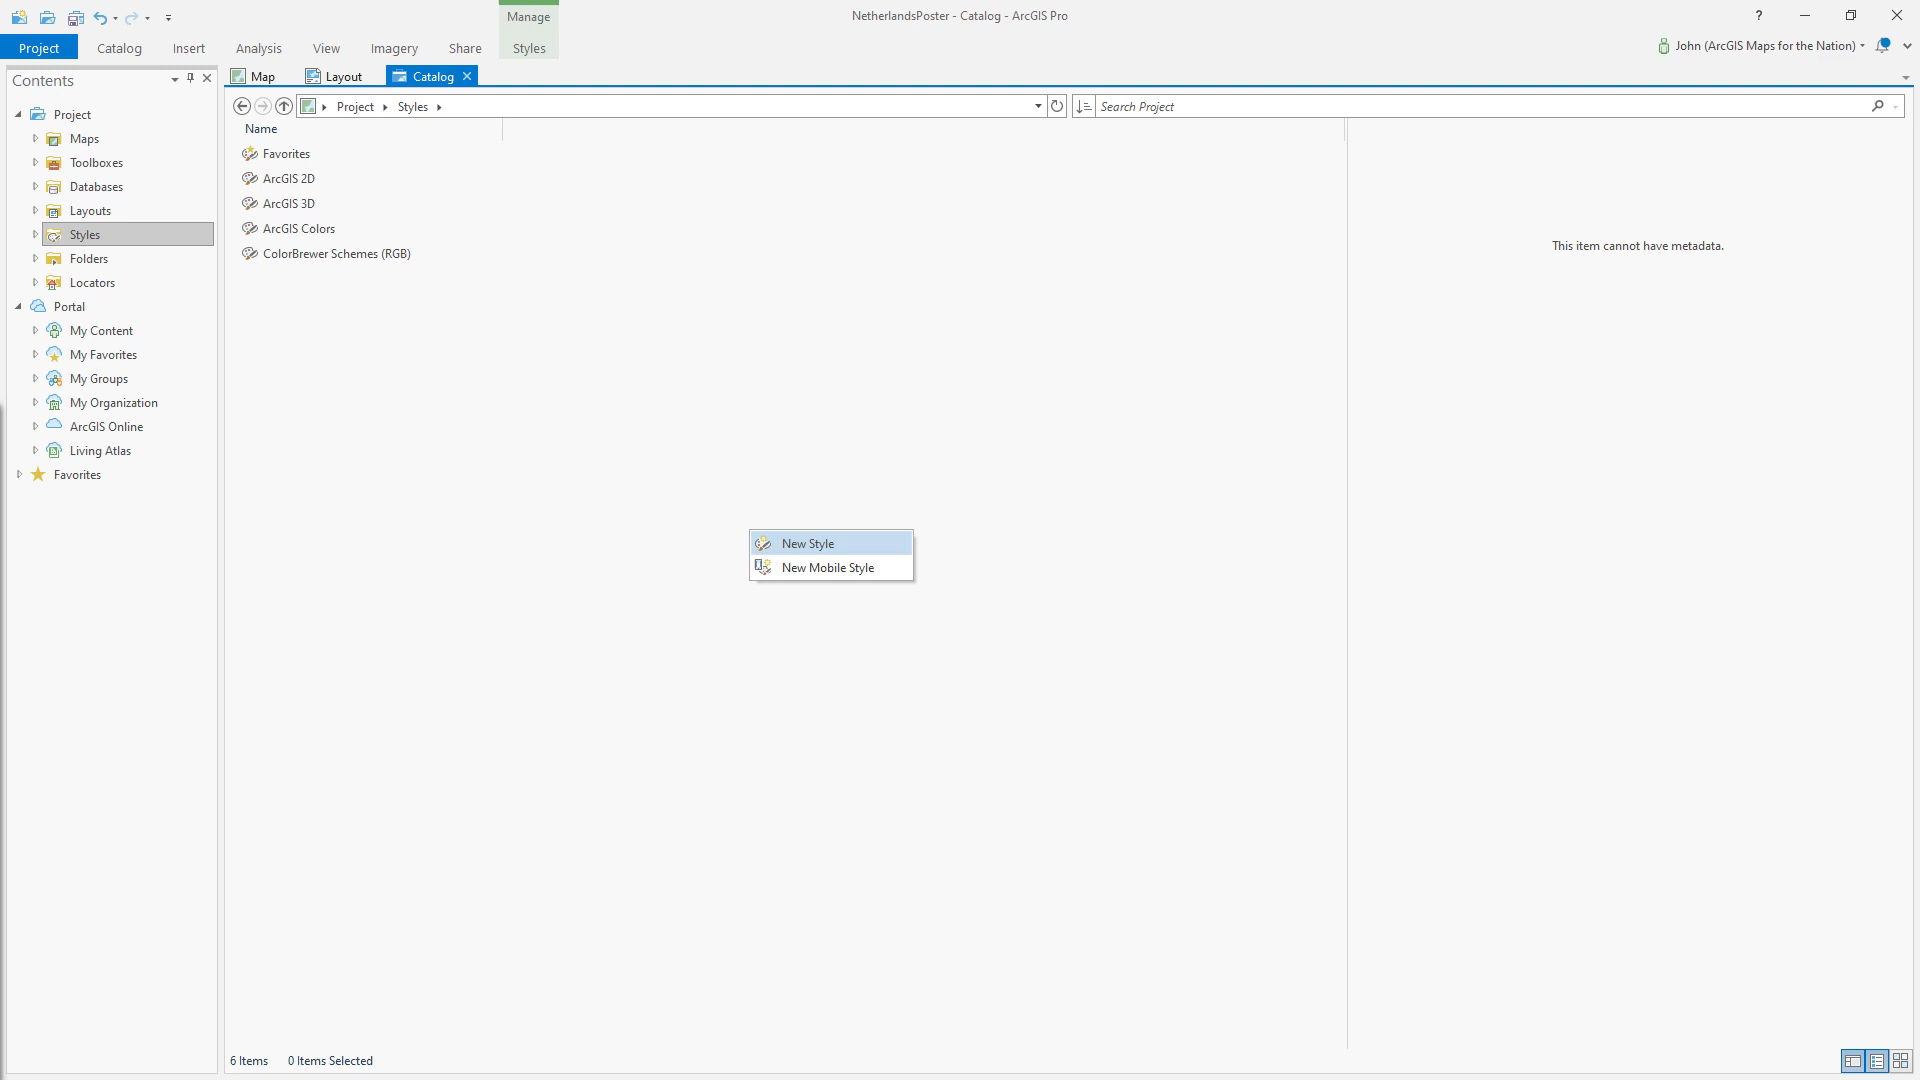 Manage
NetherlandsPoster - Catalog - ArcGIS Pro
?
Project Catalog Insert Analysis View Imagery Share Styles
John (ArcGIS Maps for the Nation)
Contents
Map Layout Catalog
Project Styles
Search Project
Project
Maps
Toolboxes
Databases
Layouts
Styles
Folders
Locators
Portal
My Content
My Favorites
My Groups
My Organization
ArcGIS Online
Living Atlas
Favorites
Name
Favorites
ArcGIS 2D
ArcGIS 3D
ArcGIS Colors
ColorBrewer Schemes (RGB)
New Style
New Mobile Style
This item cannot have metadata.
6 Items 0 Items Selected